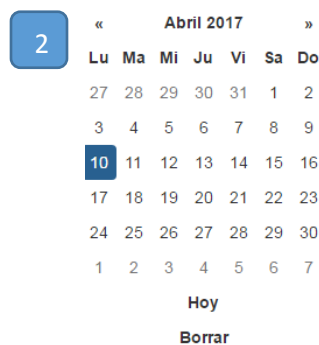 2
« Abril 2017 »
Lu Ma Mi Ju Vi Sa Do
27 28 29 30 31 1 2
3 4 5 6 7 8 9
10 11 12 13 14 15 16
17 18 19 20 21 22 23
24 25 26 27 28 29 30
1 2 3 4 5 6 7
Hoy
Borrar